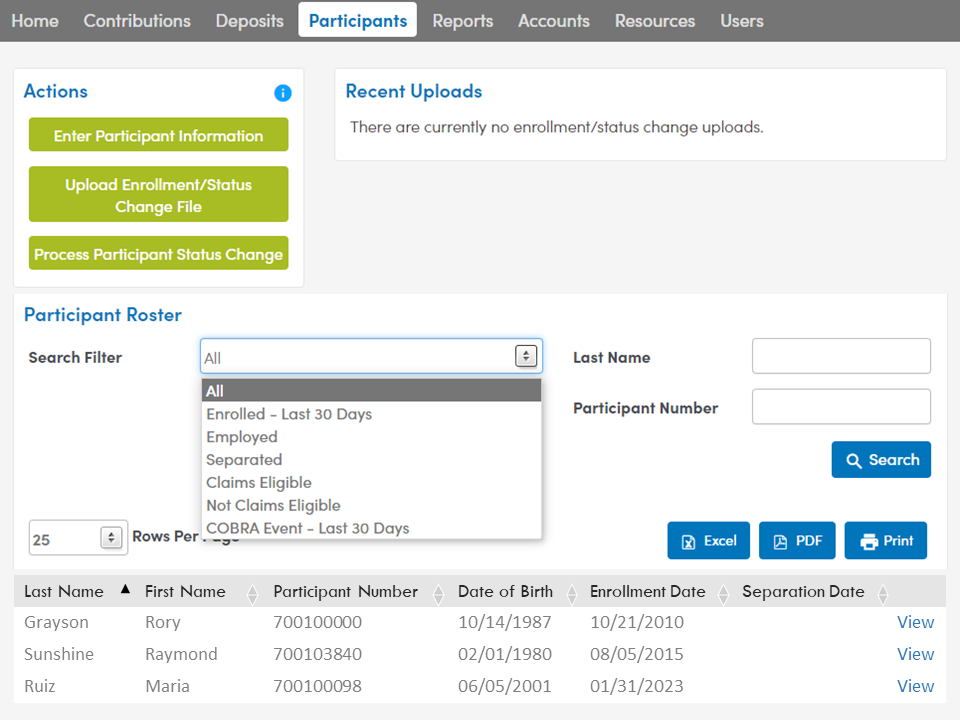 Home Contributions Deposits Participants Reports Accounts Resources Users
Actions
Enter Participant Information
Upload Enrollment/Status
Change File
Process Participant Status Change
Recent Uploads
There are currently no enrollment/status change uploads.
Participant Roster
Search Filter All
All
Enrolled - Last 30 Days
Employed
Separated
Claims Eligible
Not Claims Eligible
COBRA Event - Last 30 Days
Last Name
Participant Number
Search
25 Rows Per Page
Excel PDF Print
Last Name First Name Participant Number Date of Birth Enrollment Date Separation Date
Grayson Rory 700100000 10/14/1987 10/21/2010 View
Sunshine Raymond 700103840 02/01/1980 08/05/2015 View
Ruiz Maria 700100098 06/05/2001 01/31/2023 View